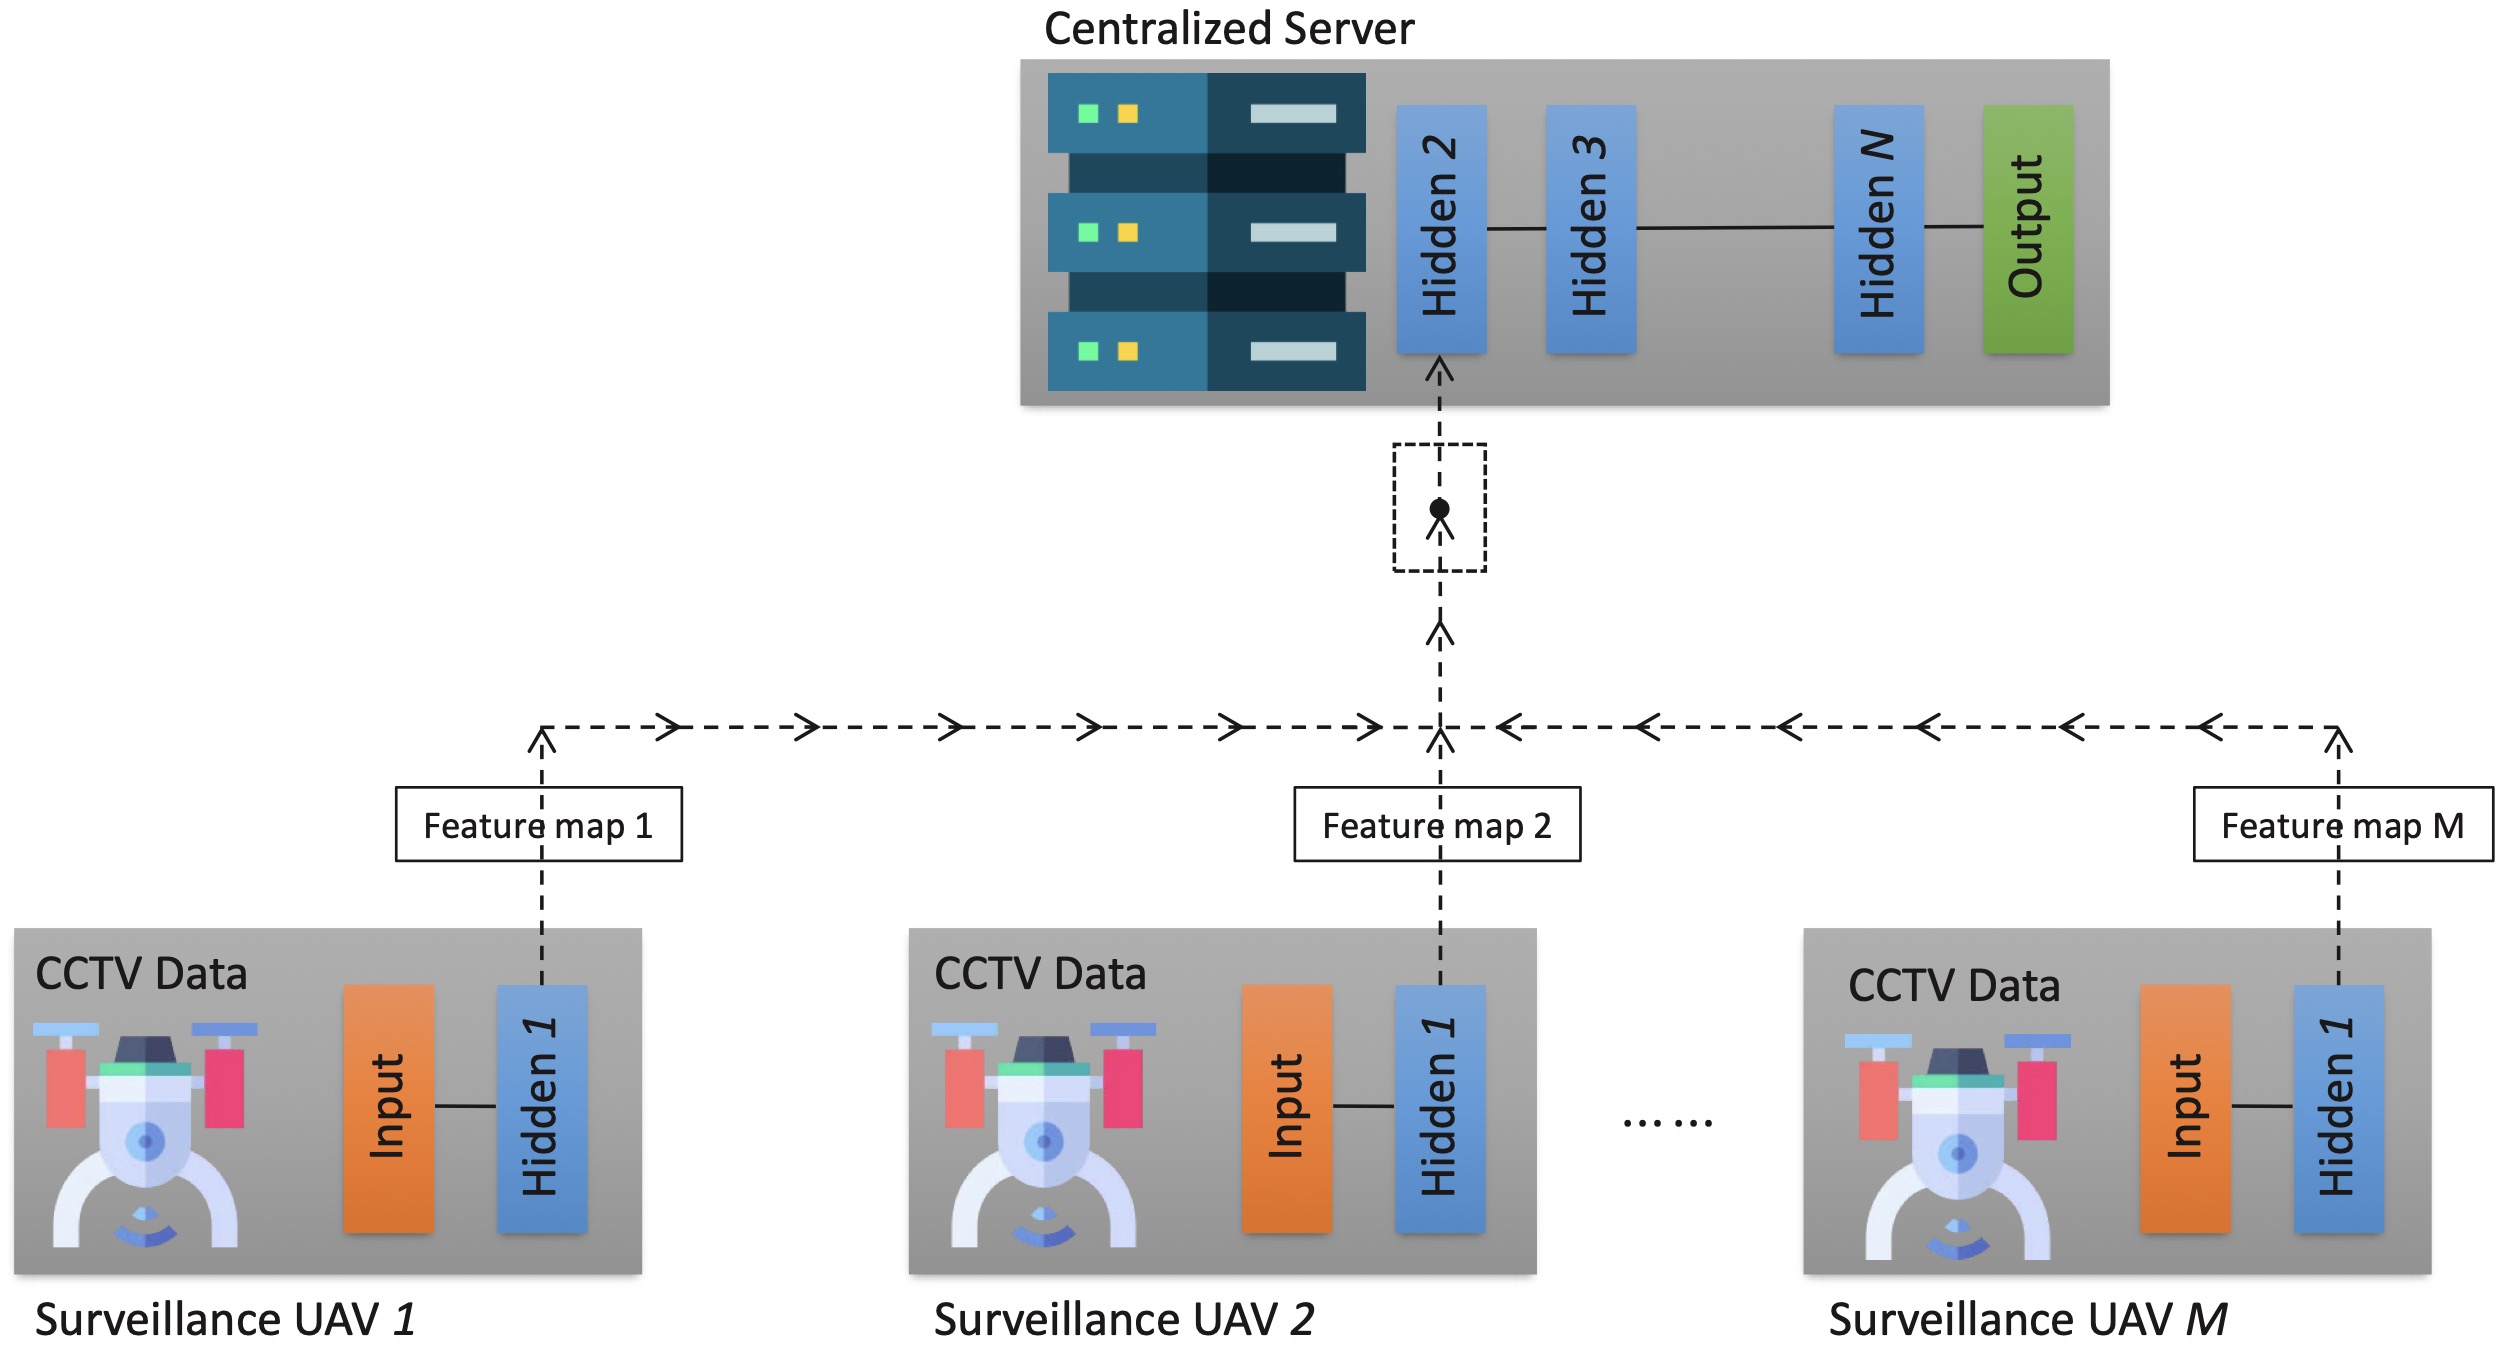 Centralized Server
Hidden 2
Hidden 3
Hidden N
Output
Feature map 1
Feature map 2
Feature map M
CCTV Data
Input
Hidden 1
CCTV Data
Input
Hidden 1
……
CCTV Data
Input
Hidden 1
Surveillance UAV 1
Surveillance UAV 2
Surveillance UAV M